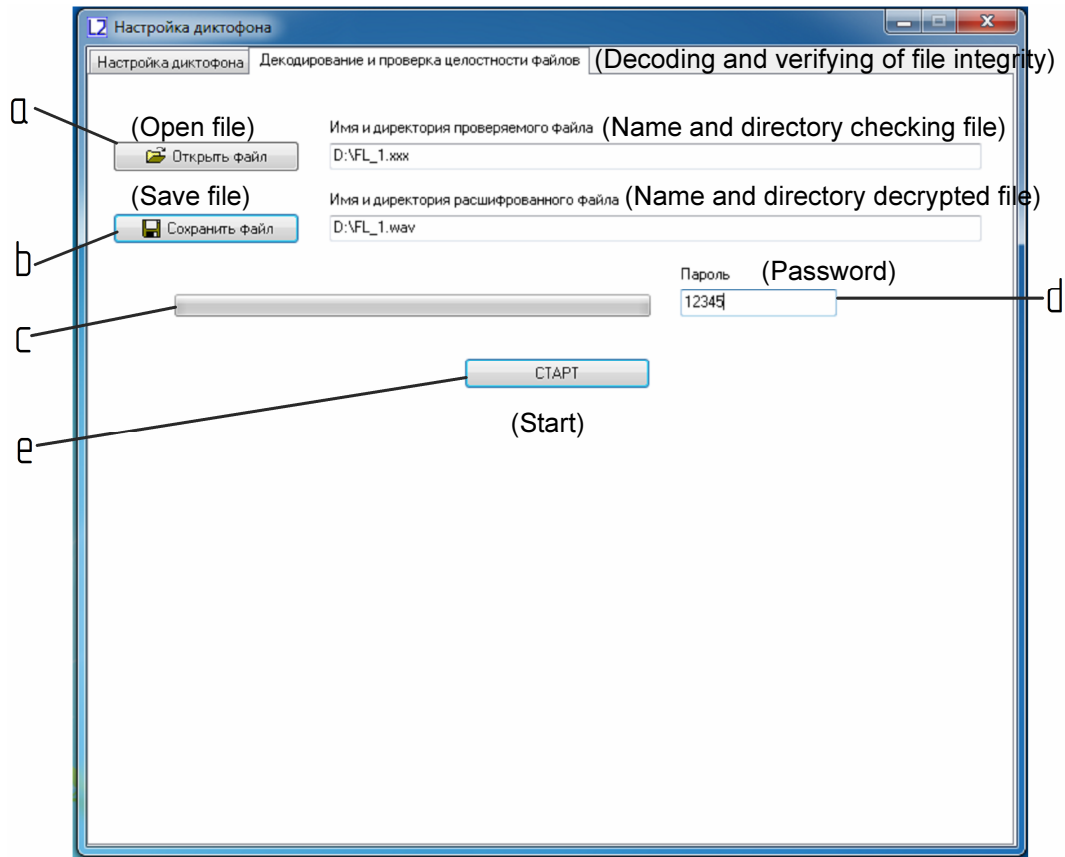 L2 Настройка диктофона
Настройка диктофона Декодирование и проверка целостности файлов (Decoding and verifying of file integrity)
a
(Open file) Имя и директория проверяемого файла (Name and directory checking file)
Открыть файл D:\FL_1.xxx
(Save file) Имя и директория расшифрованного файла (Name and directory decrypted file)
Сохранить файл D:\FL_1.wav
b
Пароль (Password)
12345 d
c
СТАРТ
(Start)
e